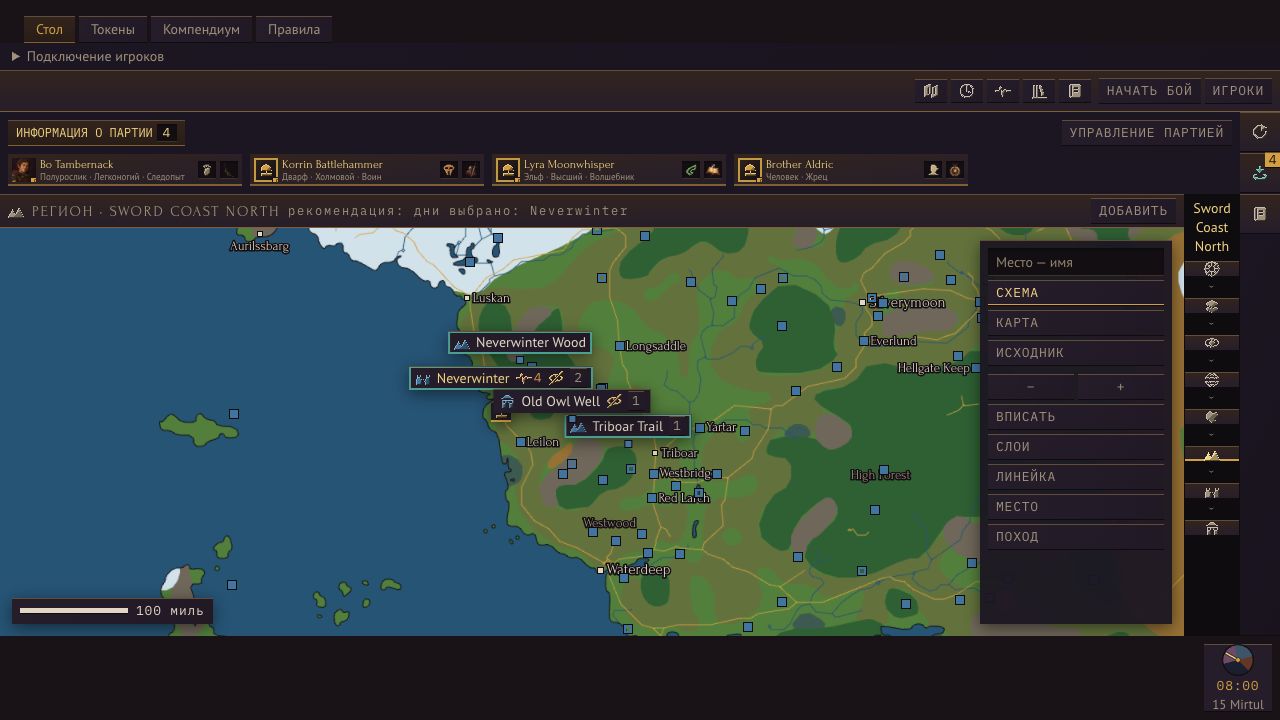 Стол Токены Компендиум Правила
Подключение игроков
НАЧАТЬ БОЙ ИГРОКИ
ИНФОРМАЦИЯ О ПАРТИИ 4
УПРАВЛЕНИЕ ПАРТИЕЙ
4
Bo Tambernack
Полурослик · Легконогий · Следопыт
Korrin Battlehammer
Дварф · Холмовой · Воин
Lyra Moonwhisper
Эльф · Высший · Волшебник
Brother Aldric
Человек · Жрец
РЕГИОН · SWORD COAST NORTH рекомендация: дни выбрано: Neverwinter
ДОБАВИТЬ
Sword
Coast
North
Aurilssbarg
Luskan
Neverwinter Wood
Longsaddle
Everlund
Hellgate Keep
Neverwinter 4 2
Old Owl Well 1
Triboar Trail 1
Yartar
Leilon
Triboar
Westbridg
Red Larch
High Forest
Westwood
Waterdeep
Место — имя
СХЕМА
КАРТА
ИСХОДНИК
− +
ВПИСАТЬ
СЛОИ
ЛИНЕЙКА
МЕСТО
ПОХОД
100 миль
08:00
15 Mirtul